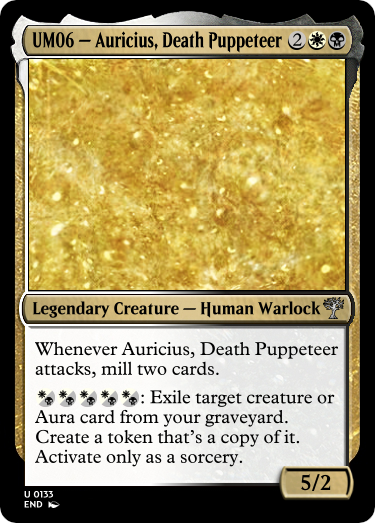 UM06 — Auricius, Death Puppeteer 2
Legendary Creature — Human Warlock
Whenever Auricius, Death Puppeteer
attacks, mill two cards.
: Exile target creature or
Aura card from your graveyard.
Create a token that's a copy of it.
Activate only as a sorcery.
5/2
U 0133
END